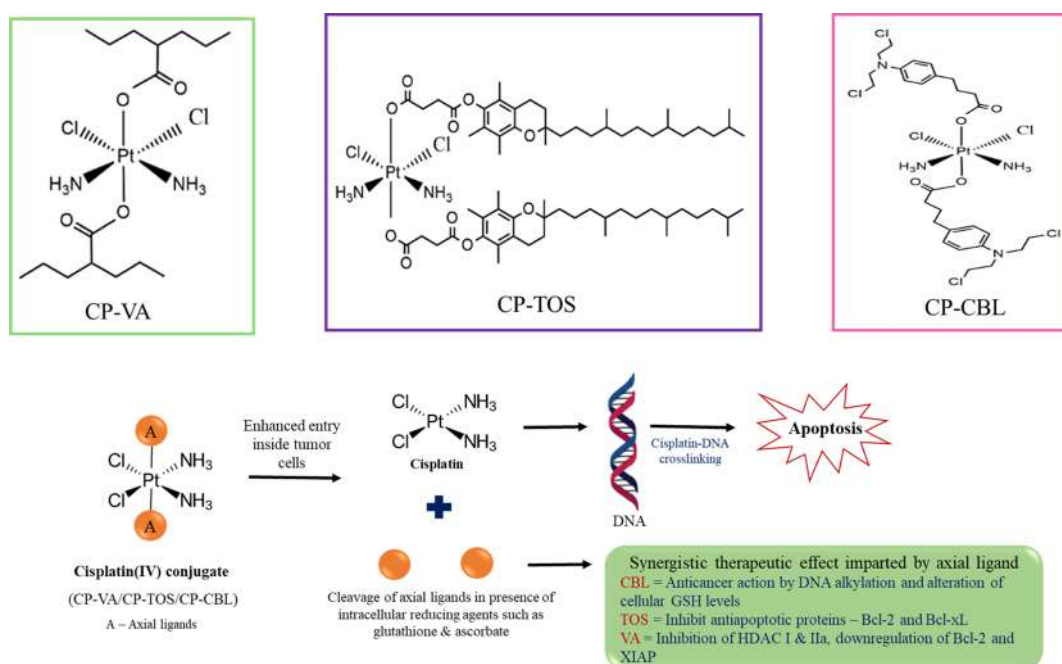 O
O
Cl
Cl
Pt
H₃N
NH₃
O
O
CP-VA
O
O
O
O
O
Cl
Cl
Pt
H₃N
NH₃
O
O
O
O
O
CP-TOS
Cl
N
Cl
O
O
Cl
Cl
Pt
H₃N
NH₃
O
O
Cl
N
Cl
CP-CBL
A
Cl
NH₃
Pt
Cl
NH₃
A
Cisplatin(IV) conjugate
(CP-VA/CP-TOS/CP-CBL)
A – Axial ligands
Enhanced entry
inside tumor
cells
Cl
NH₃
Pt
Cl
NH₃
Cisplatin
Cleavage of axial ligands in presence of
intracellular reducing agents such as
glutathione & ascorbate
DNA
Cisplatin-DNA
crosslinking
Apoptosis
Synergistic therapeutic effect imparted by axial ligand
CBL = Anticancer action by DNA alkylation and alteration of
cellular GSH levels
TOS = Inhibit antiapoptotic proteins – Bcl-2 and Bcl-xL
VA = Inhibition of HDAC I & IIa, downregulation of Bcl-2 and
XIAP